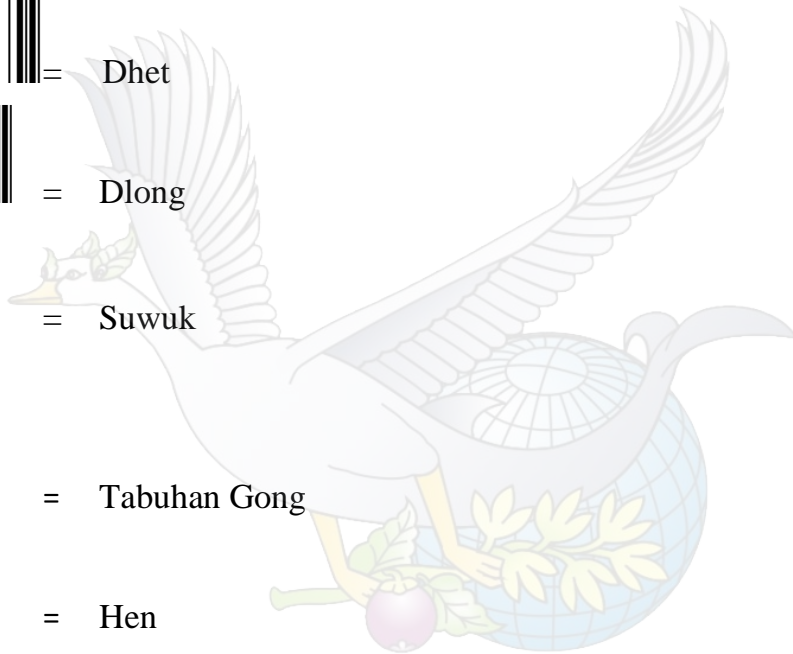 = Dhet
= Dlong
= Suwuk
= Tabuhan Gong
= Hen